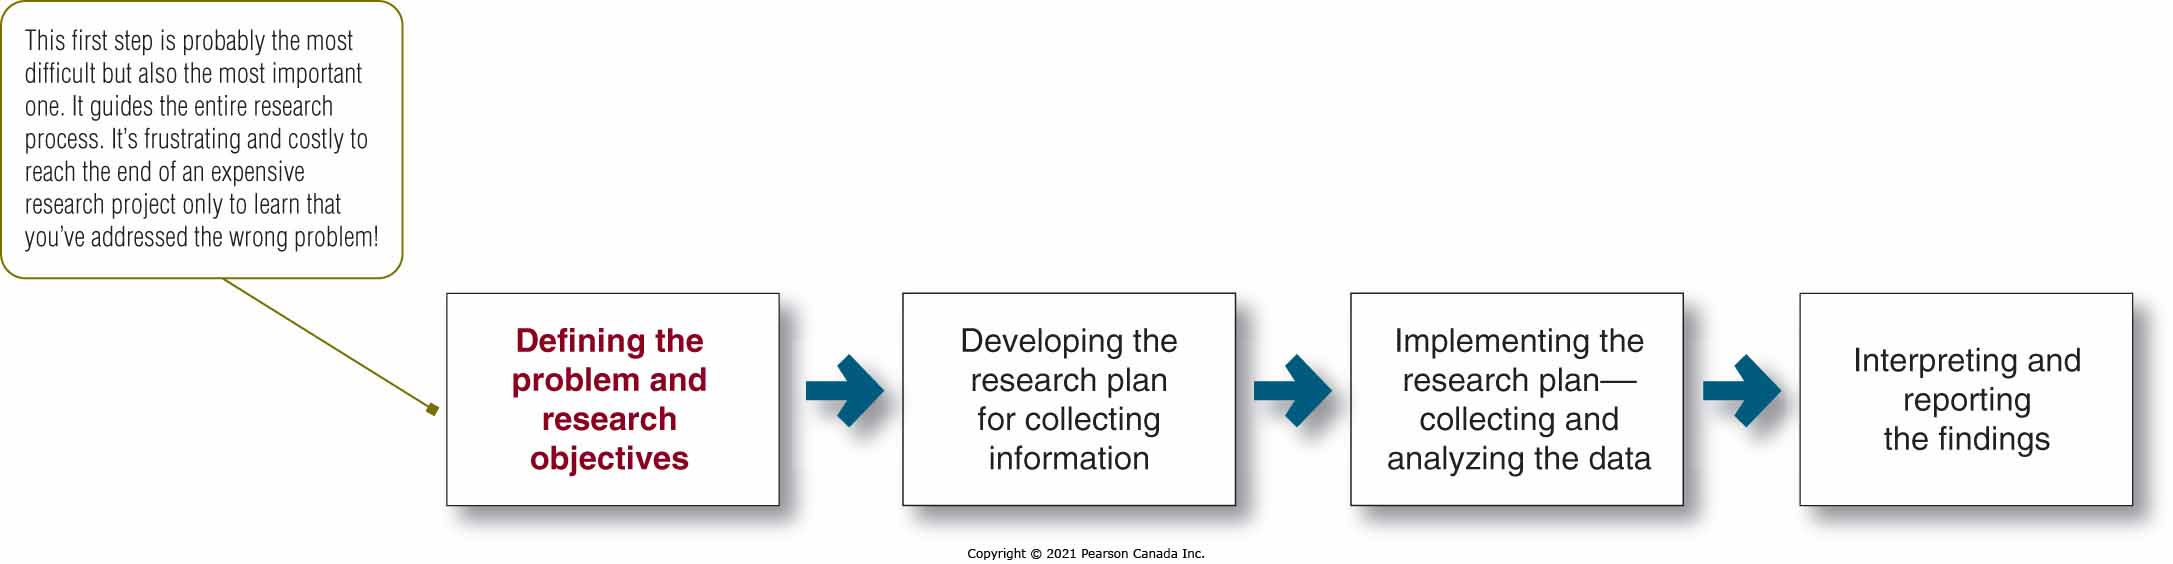 This first step is probably the most
difficult but also the most important
one. It guides the entire research
process. It's frustrating and costly to
reach the end of an expensive
research project only to learn that
you've addressed the wrong problem!
Defining the
problem and
research
objectives
Developing the
research plan
for collecting
information
Implementing the
research plan—
collecting and
analyzing the data
Interpreting and
reporting
the findings
Copyright © 2021 Pearson Canada Inc.